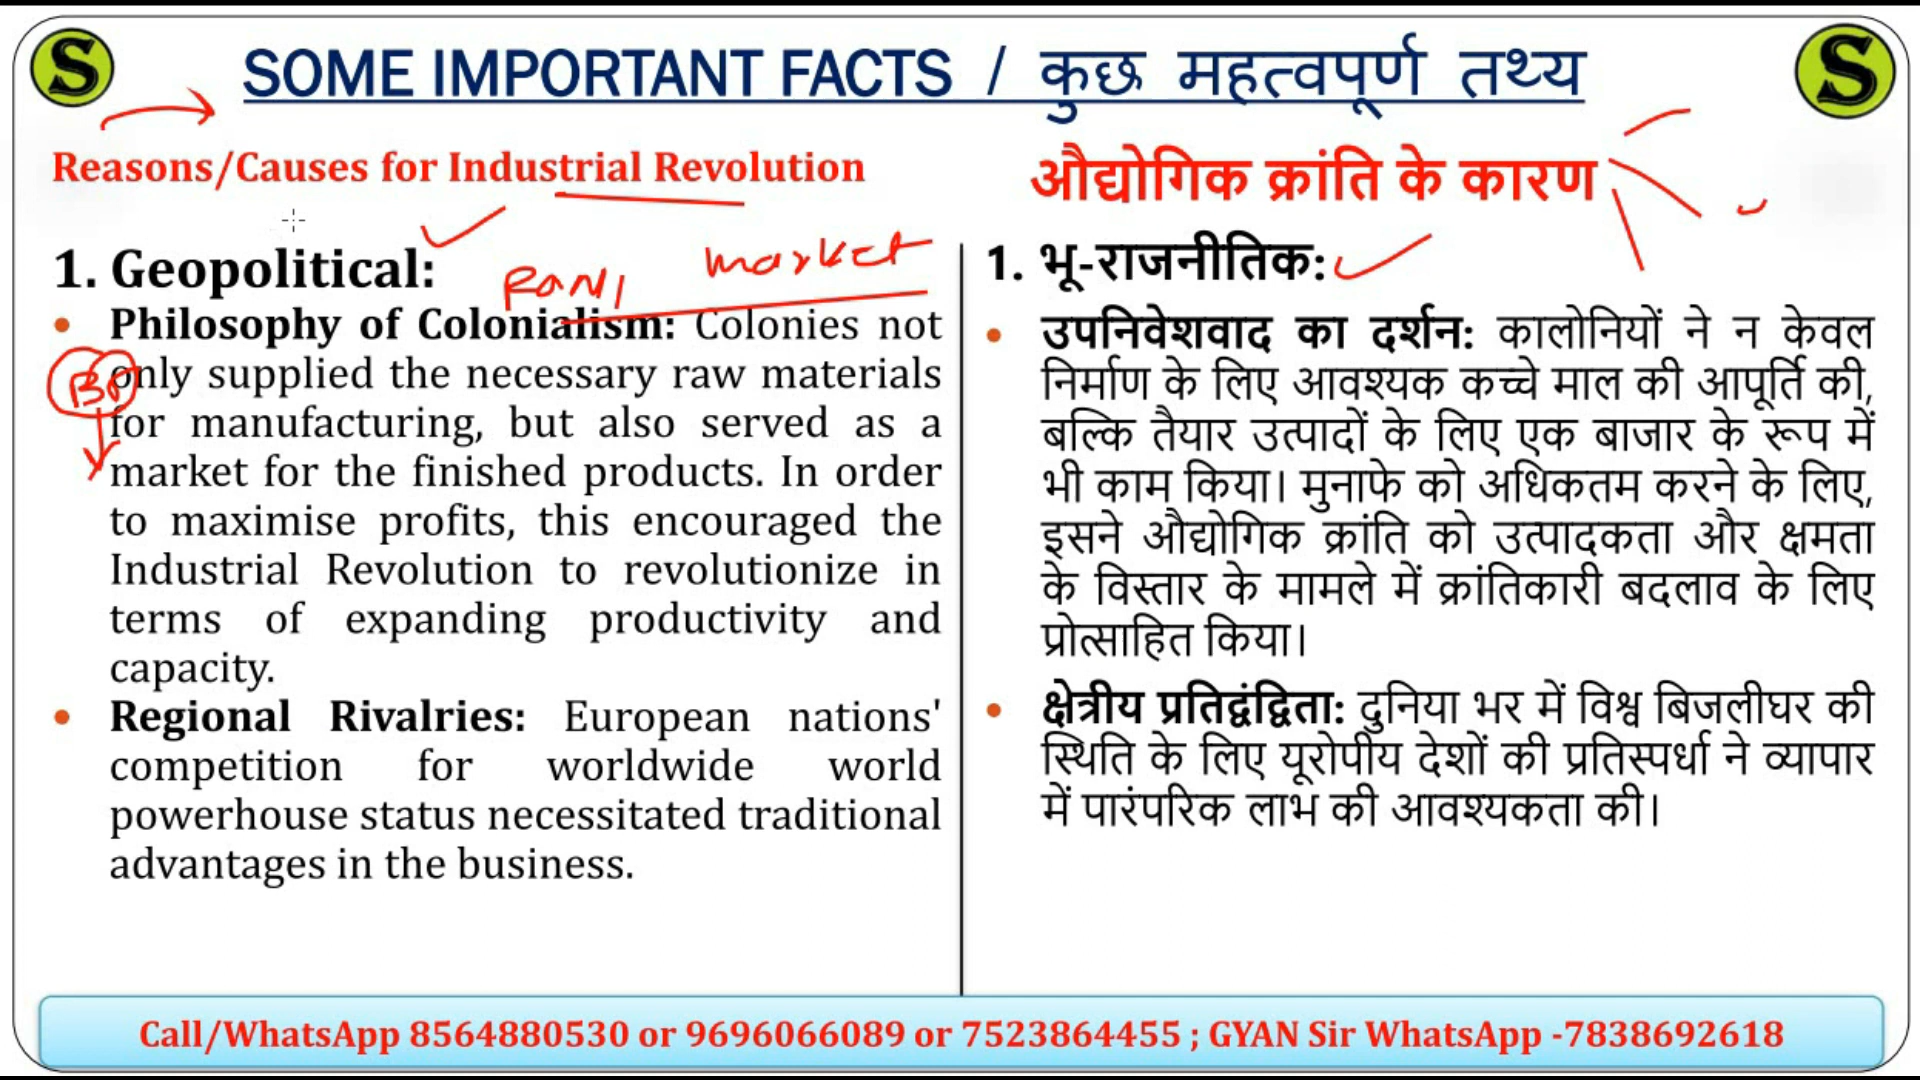 S
SOME IMPORTANT FACTS / कुछ महत्वपूर्ण तथ्य
S
Reasons/Causes for Industrial Revolution
1. Geopolitical:
market
• Philosophy of Colonialism: Colonies not
only supplied the necessary raw materials
for manufacturing, but also served as a
market for the finished products. In order
to maximise profits, this encouraged the
Industrial Revolution to revolutionize in
terms of expanding productivity and
capacity.
• Regional Rivalries: European nations'
competition for worldwide world
powerhouse status necessitated traditional
advantages in the business.
औद्योगिक क्रांति के कारण
1. भू-राजनीतिक:
• उपनिवेशवाद का दर्शन: कालोनियों ने न केवल
निर्माण के लिए आवश्यक कच्चे माल की आपूर्ति की,
बल्कि तैयार उत्पादों के लिए एक बाजार के रूप में
भी काम किया। मुनाफे को अधिकतम करने के लिए,
इसने औद्योगिक क्रांति को उत्पादकता और क्षमता
के विस्तार के मामले में क्रांतिकारी बदलाव के लिए
प्रोत्साहित किया।
• क्षेत्रीय प्रतिद्वंद्विता: दुनिया भर में विश्व बिजलीघर की
स्थिति के लिए यूरोपीय देशों की प्रतिस्पर्धा ने व्यापार
में पारंपरिक लाभ की आवश्यकता की।
Call/WhatsApp 8564880530 or 9696066089 or 7523864455 ; GYAN Sir WhatsApp -7838692618